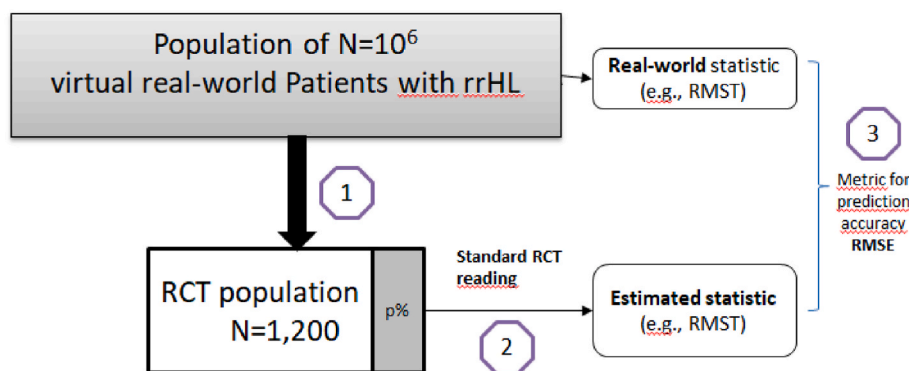 Population of N=10⁶
virtual real-world Patients with rrHL
Real-world statistic
(e.g., RMST)
3
Metric for
prediction
accuracy
RMSE
1
RCT population
N=1,200
p%
Standard RCT
reading
2
Estimated statistic
(e.g., RMST)